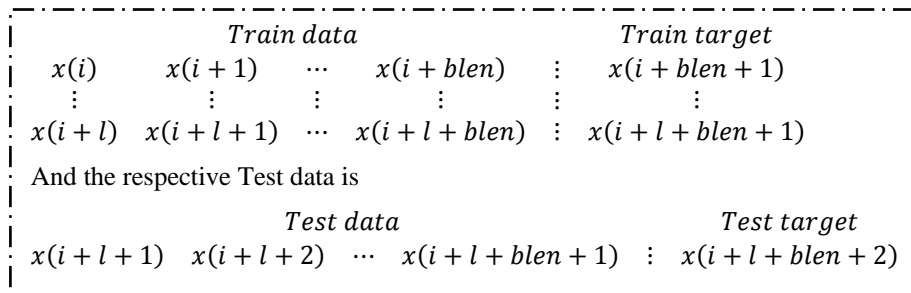 Train data Train target
x(i) x(i + 1) ⋯ x(i + blen) ⋮ x(i + blen + 1)
⋮ ⋮ ⋮ ⋮ ⋮ ⋮
x(i + l) x(i + l + 1) ⋯ x(i + l + blen) ⋮ x(i + l + blen + 1)
And the respective Test data is
Test data Test target
x(i + l + 1) x(i + l + 2) ⋯ x(i + l + blen + 1) ⋮ x(i + l + blen + 2)